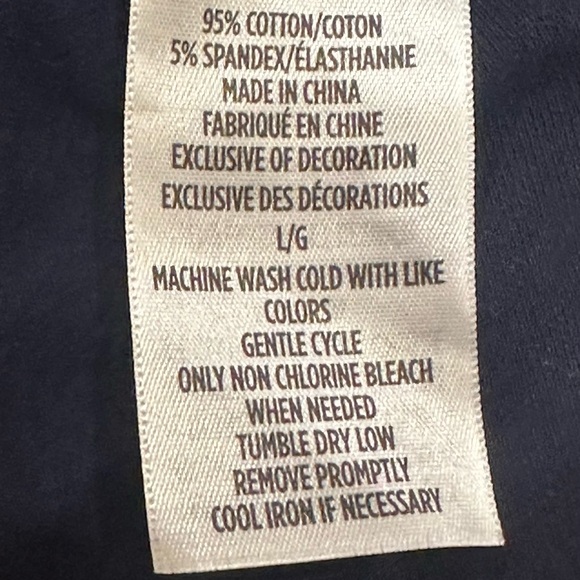 95% COTTON/COTON
5% SPANDEX/ÉLASTHANNE
MADE IN CHINA
FABRIQUÉ EN CHINE
EXCLUSIVE OF DECORATION
EXCLUSIVE DES DÉCORATIONS
L/G
MACHINE WASH COLD WITH LIKE
COLORS
GENTLE CYCLE
ONLY NON CHLORINE BLEACH
WHEN NEEDED
TUMBLE DRY LOW
REMOVE PROMPTLY
COOL IRON IF NECESSARY